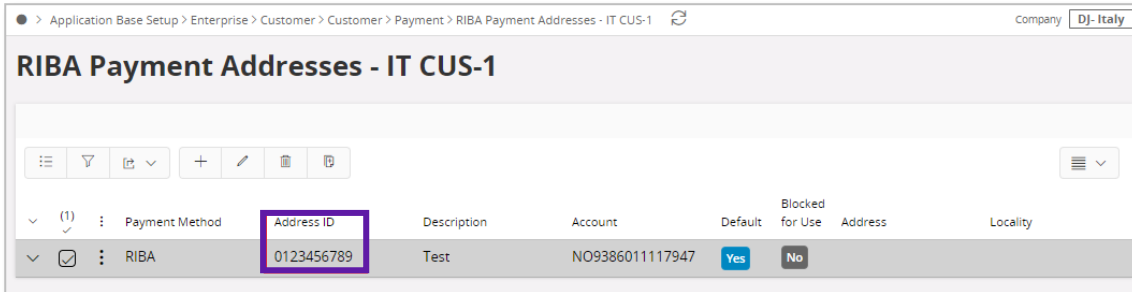 > Application Base Setup > Enterprise > Customer > Customer > Payment > RIBA Payment Addresses - IT CUS-1 Company DJ- Italy
RIBA Payment Addresses - IT CUS-1
(1) Payment Method Address ID Description Account Default Blocked for Use Address Locality
RIBA 0123456789 Test NO9386011117947 Yes No